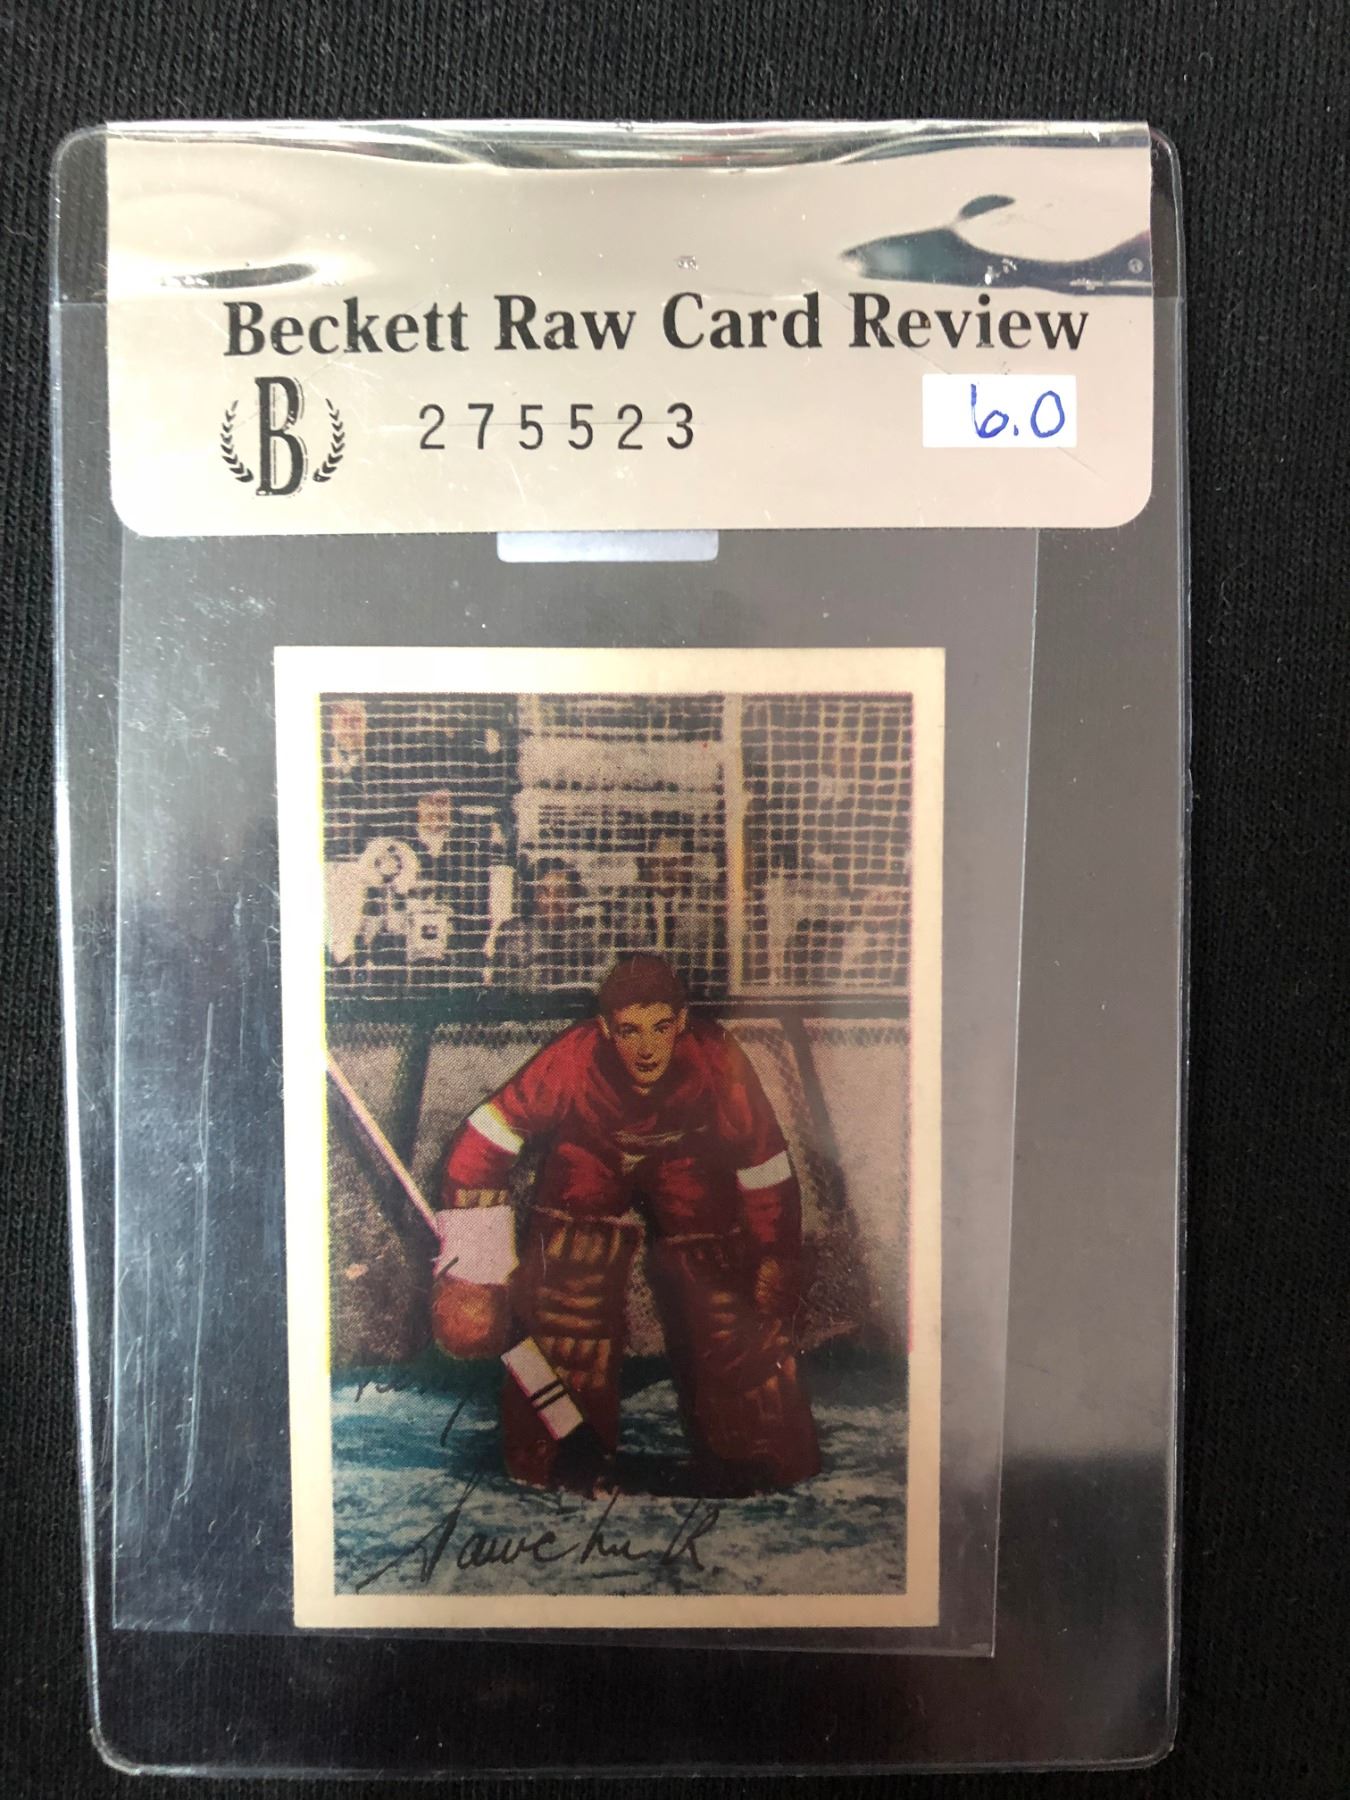 Beckett Raw Card Review
B 275523 6.0
Sawchuk